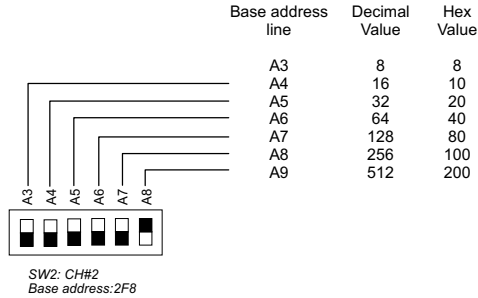 Base address line Decimal Value Hex Value
A3 8 8
A4 16 10
A5 32 20
A6 64 40
A7 128 80
A8 256 100
A9 512 200
A3 A4 A5 A6 A7 A8
SW2: CH#2
Base address:2F8